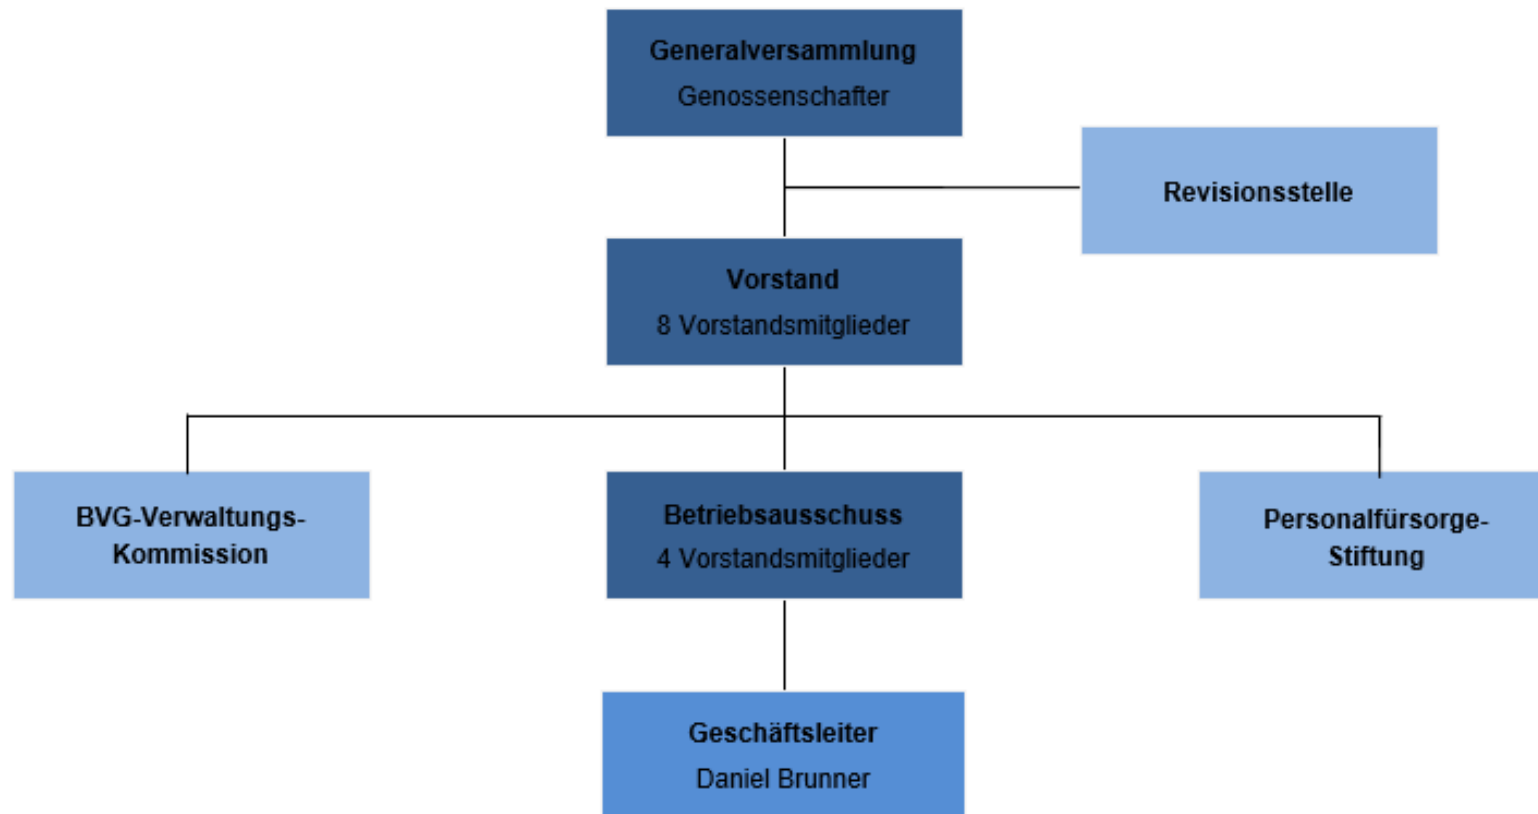 Generalversammlung
Genossenschafter
Revisionsstelle
Vorstand
8 Vorstandsmitglieder
BVG-Verwaltungs-
Kommission
Betriebsausschuss
4 Vorstandsmitglieder
Personalfürsorge-
Stiftung
Geschäftsleiter
Daniel Brunner